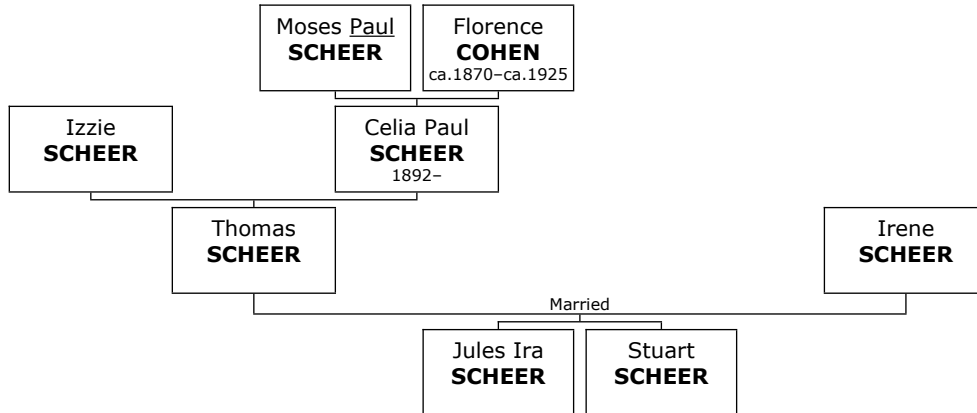 Moses Paul
SCHEER
Florence
COHEN
ca.1870–ca.1925
Izzie
SCHEER
Celia Paul
SCHEER
1892–
Thomas
SCHEER
Irene
SCHEER
Married
Jules Ira
SCHEER
Stuart
SCHEER